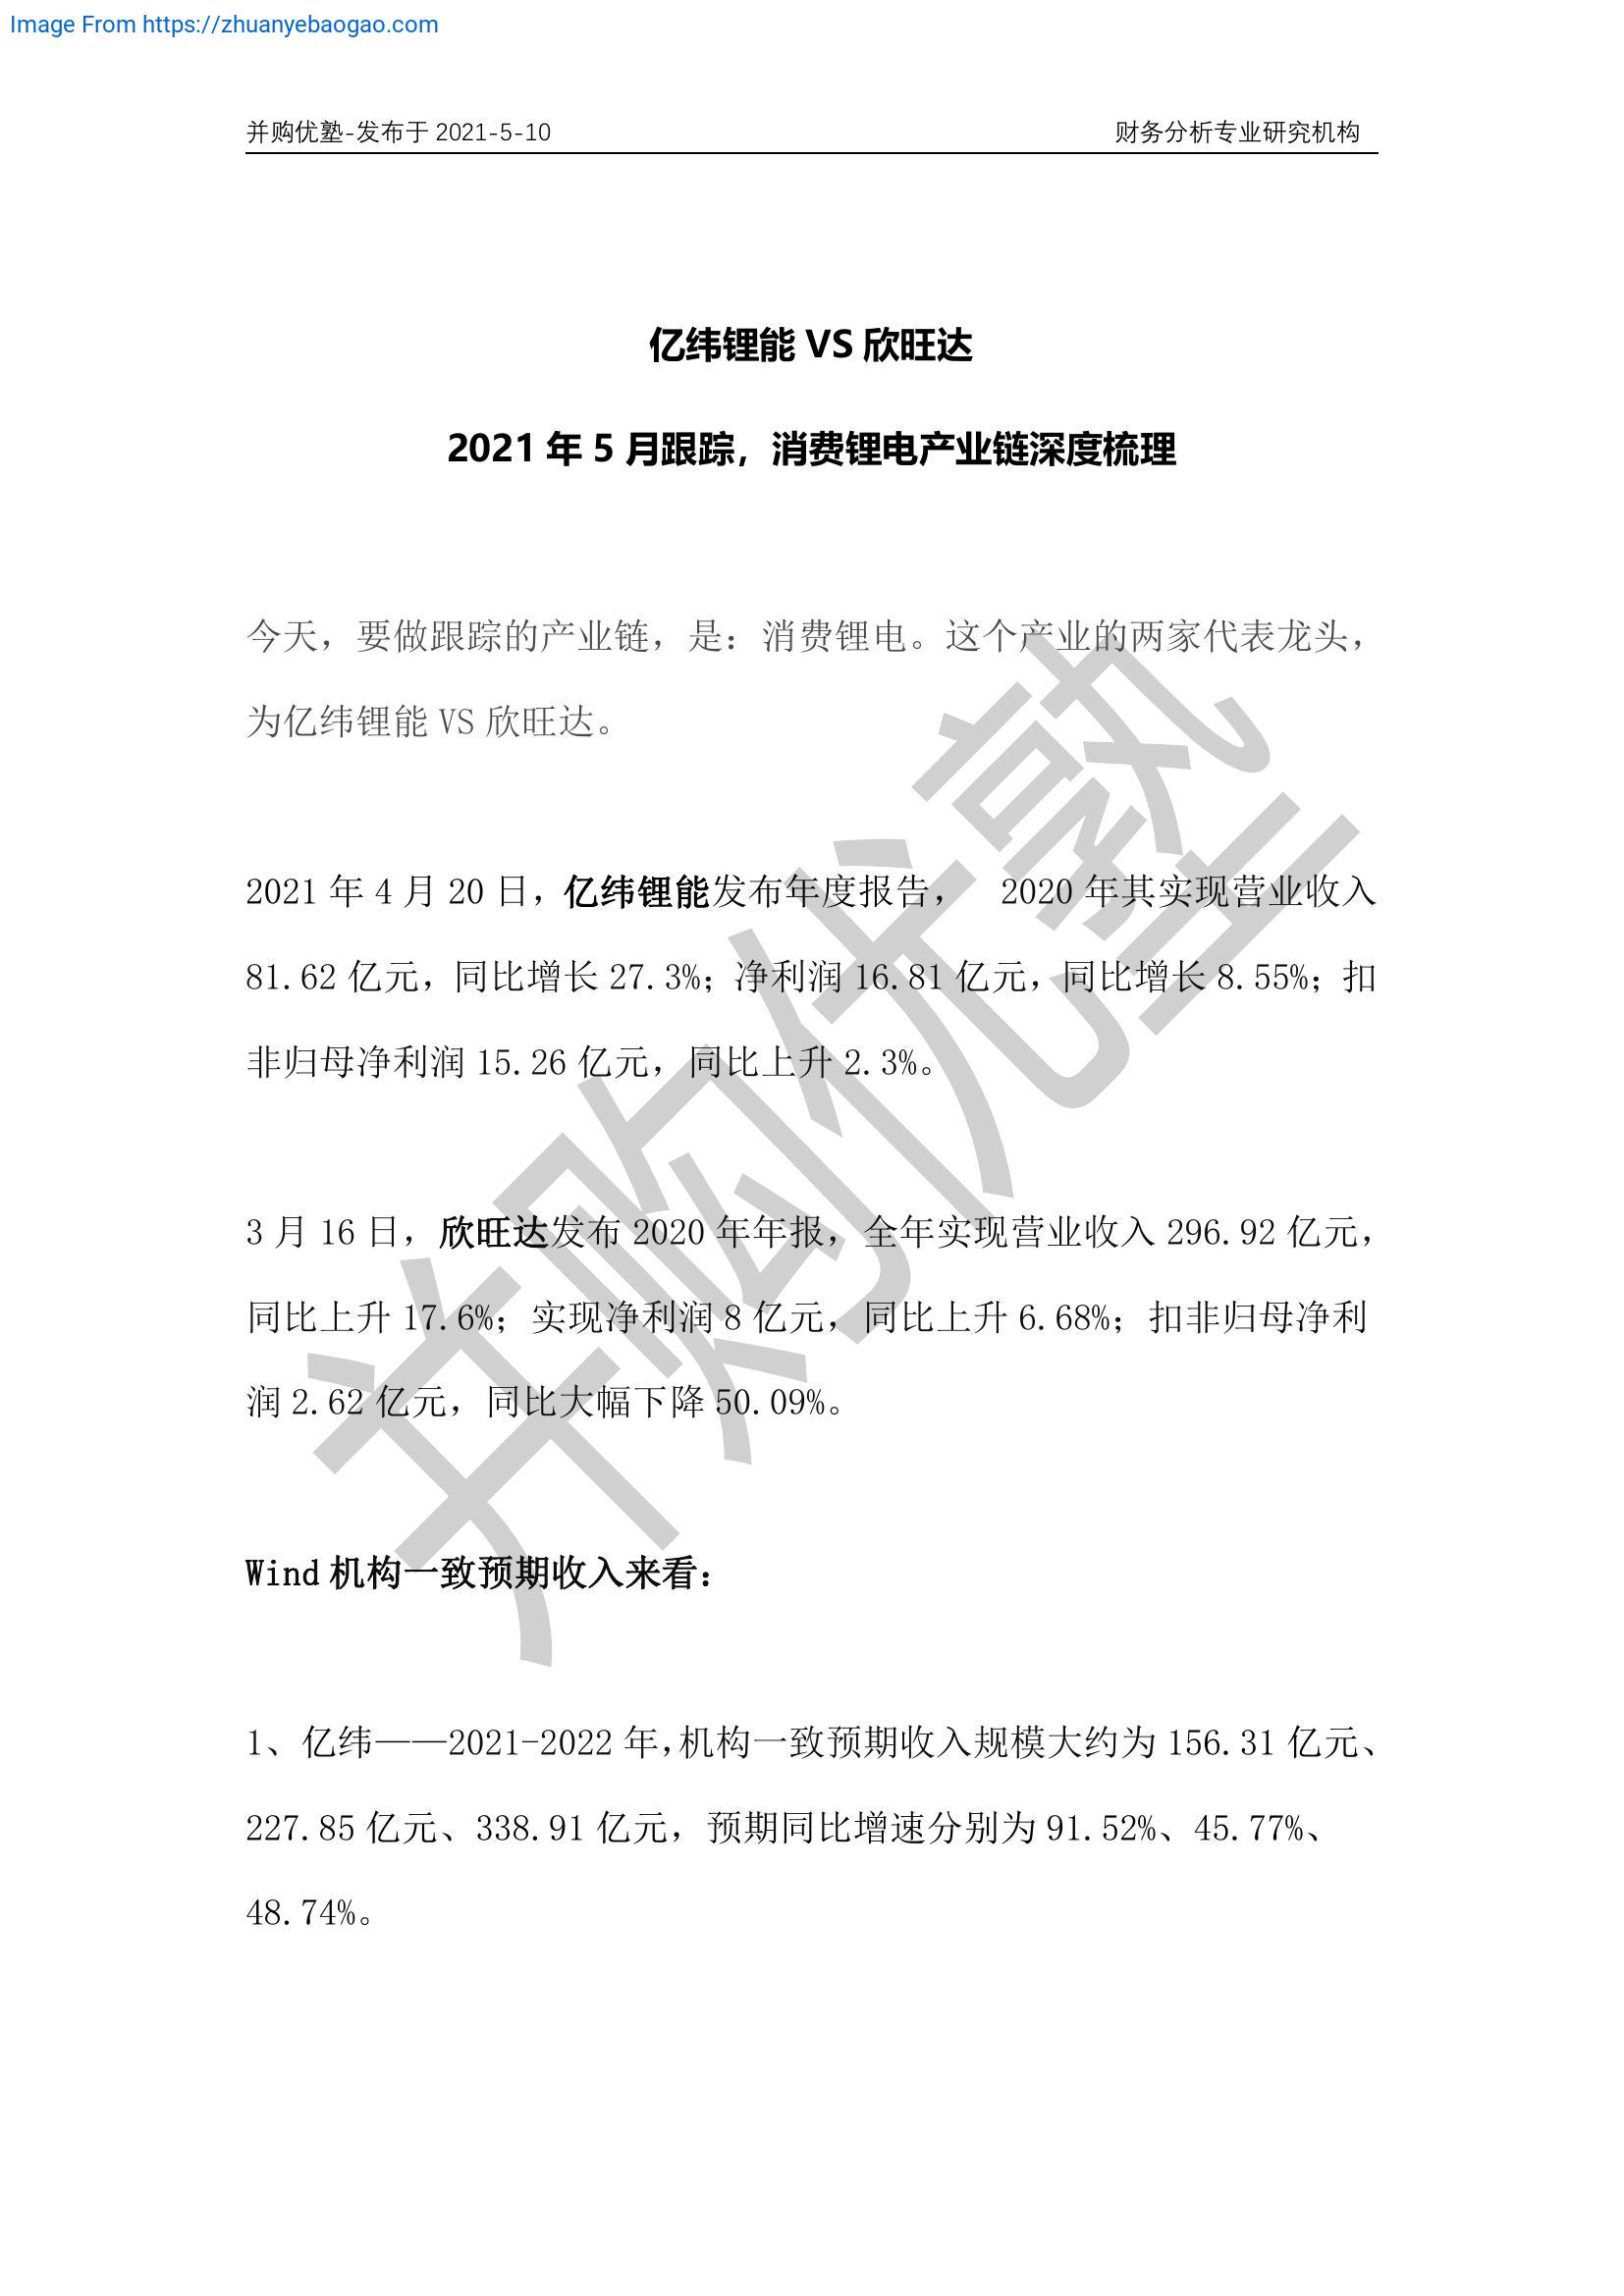 Image From https://zhuanyebaogao.com
并购优塾-发布于 2021-5-10 财务分析专业研究机构
亿纬锂能 VS 欣旺达
2021 年 5 月跟踪，消费锂电产业链深度梳理
今天，要做跟踪的产业链，是：消费锂电。这个产业的两家代表龙头，
为亿纬锂能 VS 欣旺达。
2021 年 4 月 20 日，亿纬锂能发布年度报告， 2020 年其实现营业收入
81.62 亿元，同比增长 27.3%；净利润 16.81 亿元，同比增长 8.55%；扣
非归母净利润 15.26 亿元，同比上升 2.3%。
3 月 16 日，欣旺达发布 2020 年年报，全年实现营业收入 296.92 亿元，
同比上升 17.6%；实现净利润 8 亿元，同比上升 6.68%；扣非归母净利
润 2.62 亿元，同比大幅下降 50.09%。
Wind 机构一致预期收入来看：
1、亿纬——2021-2022 年，机构一致预期收入规模大约为 156.31 亿元、
227.85 亿元、338.91 亿元，预期同比增速分别为 91.52%、45.77%、
48.74%。
并购优塾